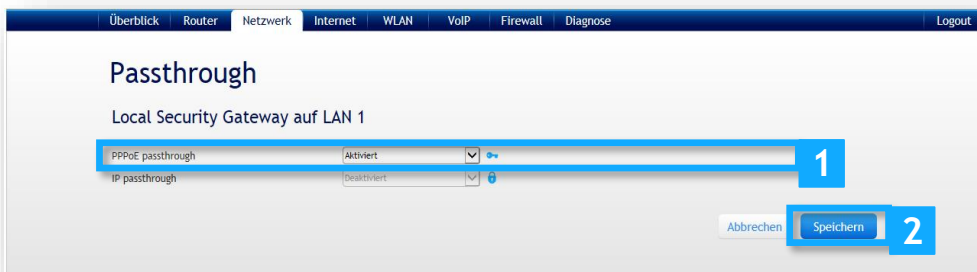 Überblick Router Netzwerk Internet WLAN VoIP Firewall Diagnose Logout
Passthrough
Local Security Gateway auf LAN 1
PPPoE passthrough Aktiviert 1
IP passthrough Deaktiviert
Abbrechen Speichern 2